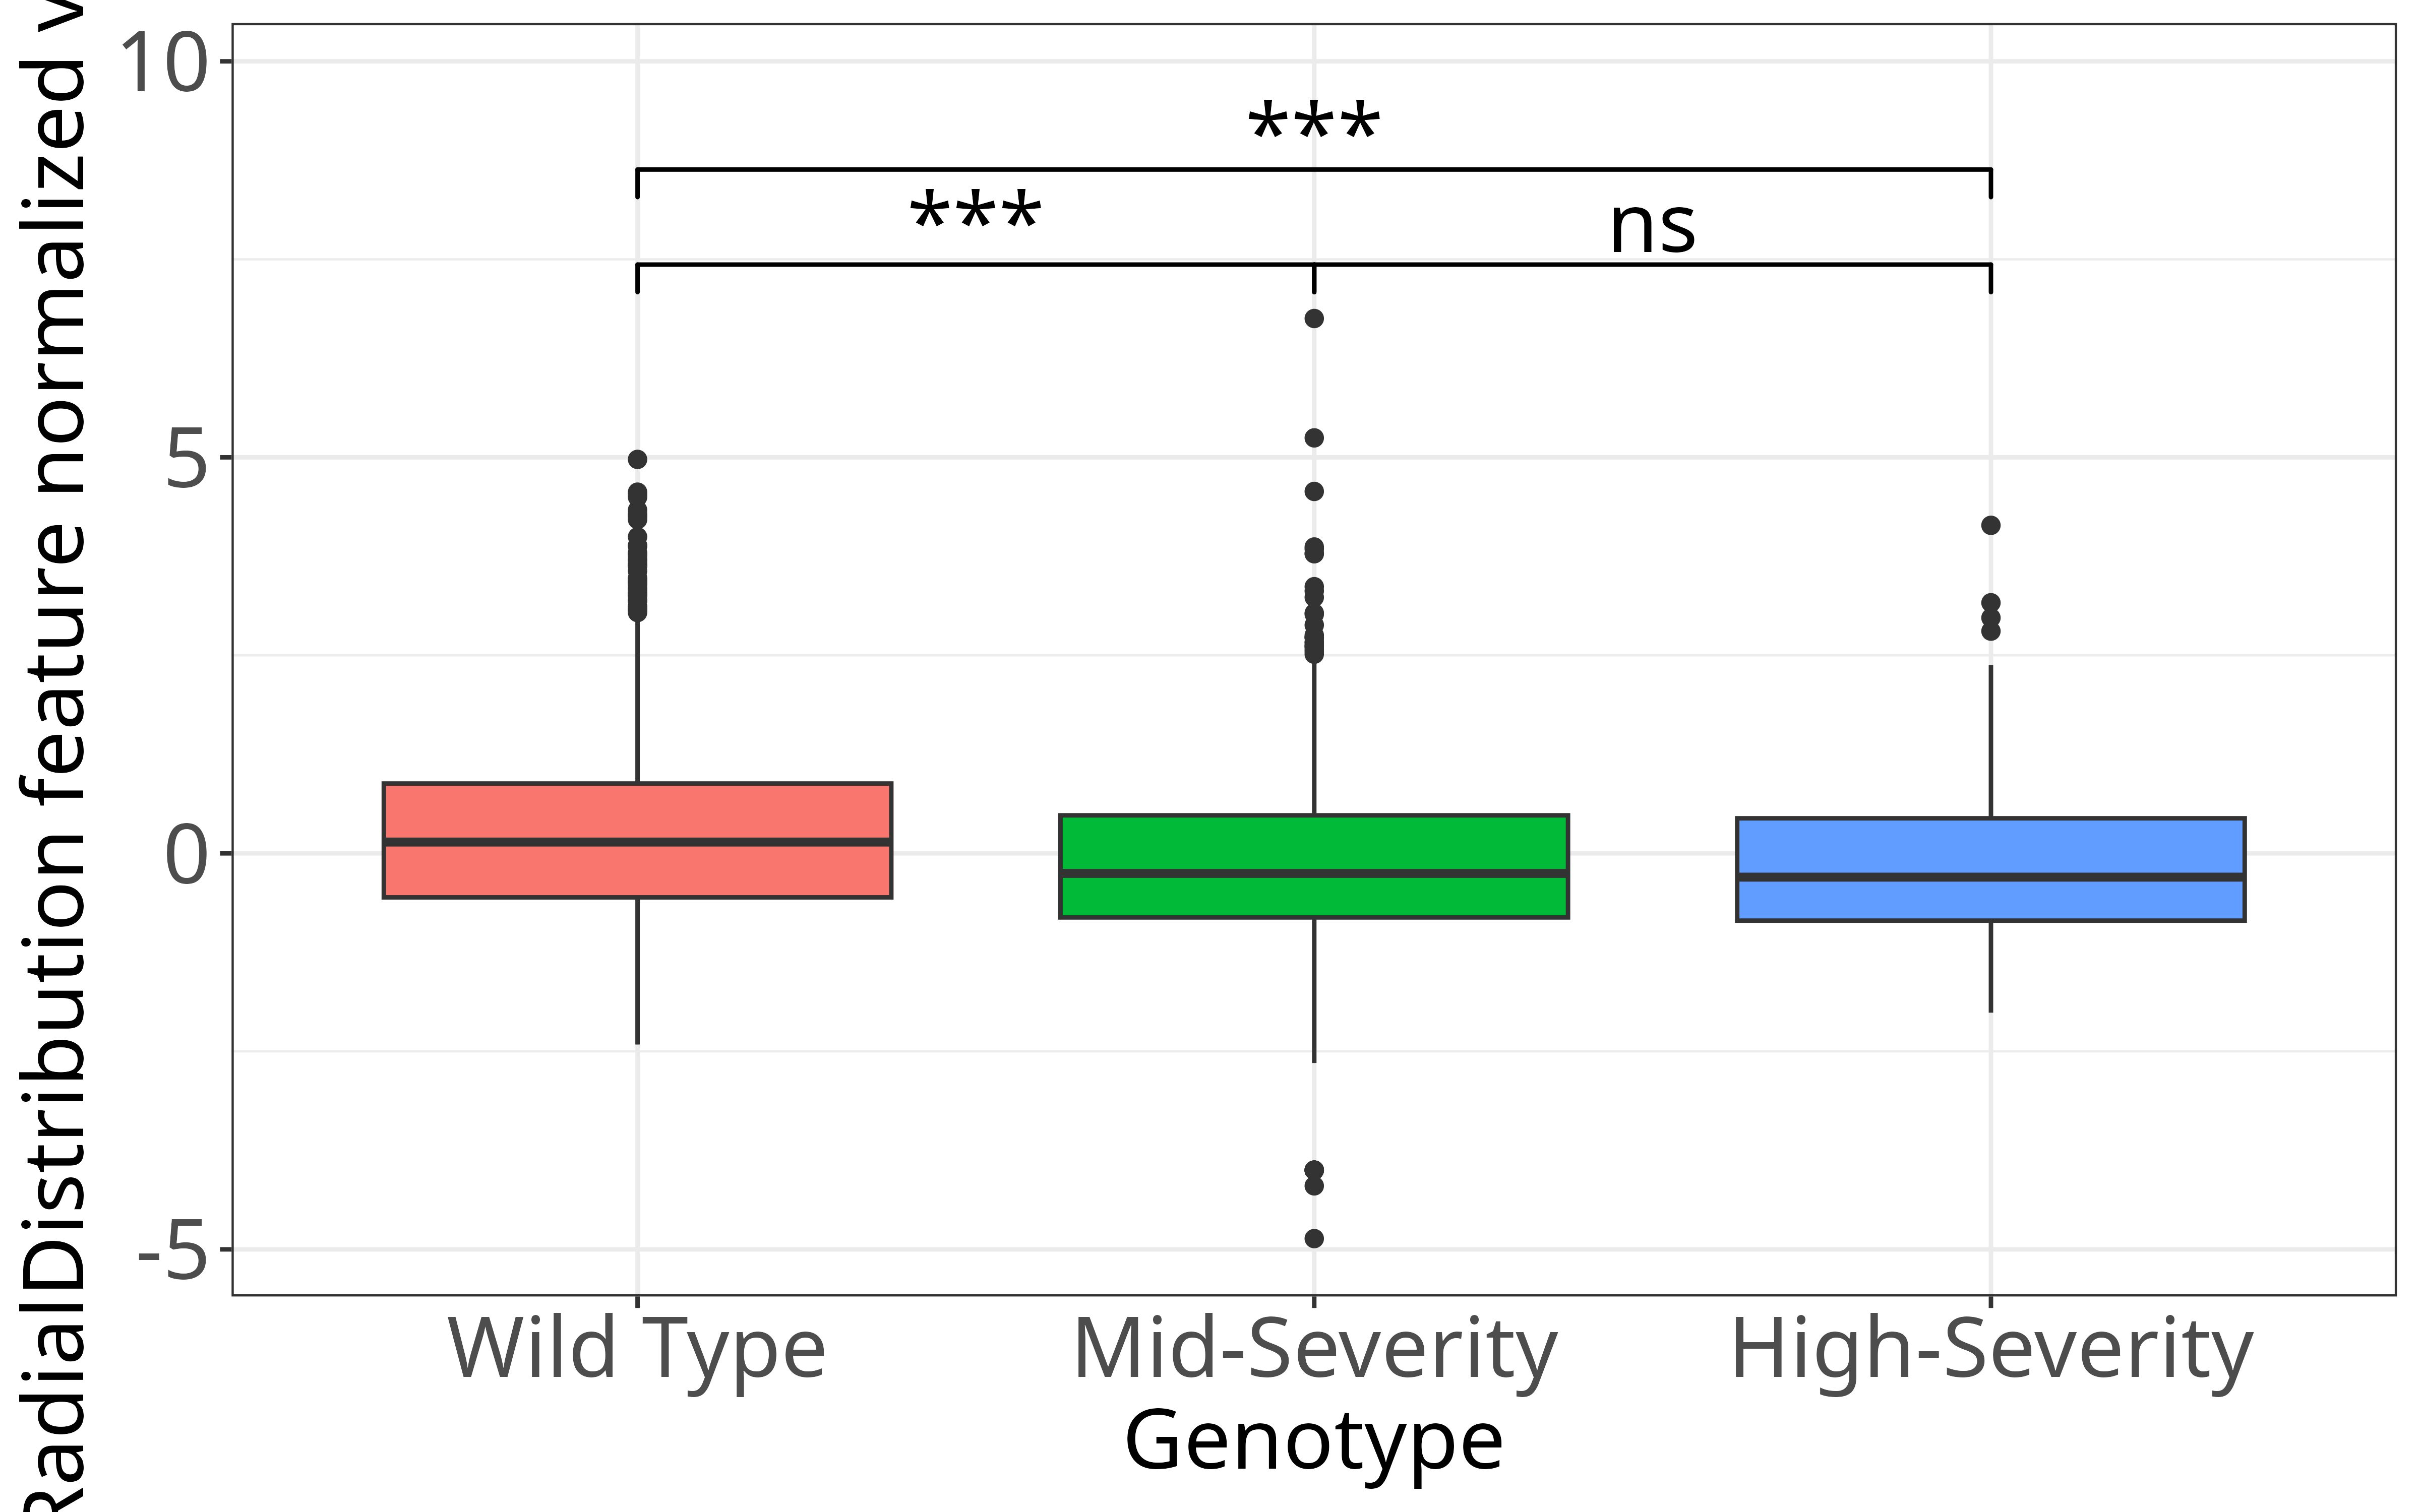 RadialDistribution feature normalized
10
5
0
-5
***
***
ns
Wild Type
Mid-Severity
High-Severity
Genotype